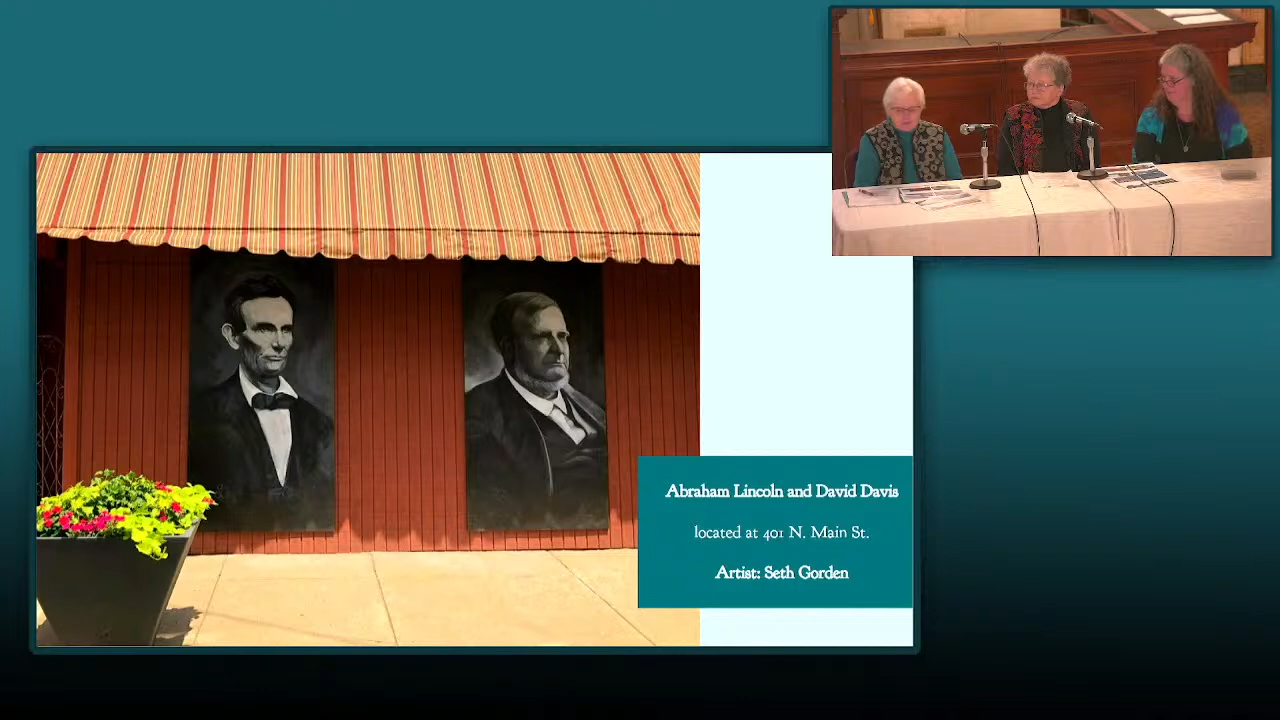 Abraham Lincoln and David Davis
located at 401 N. Main St.
Artist: Seth Gorden